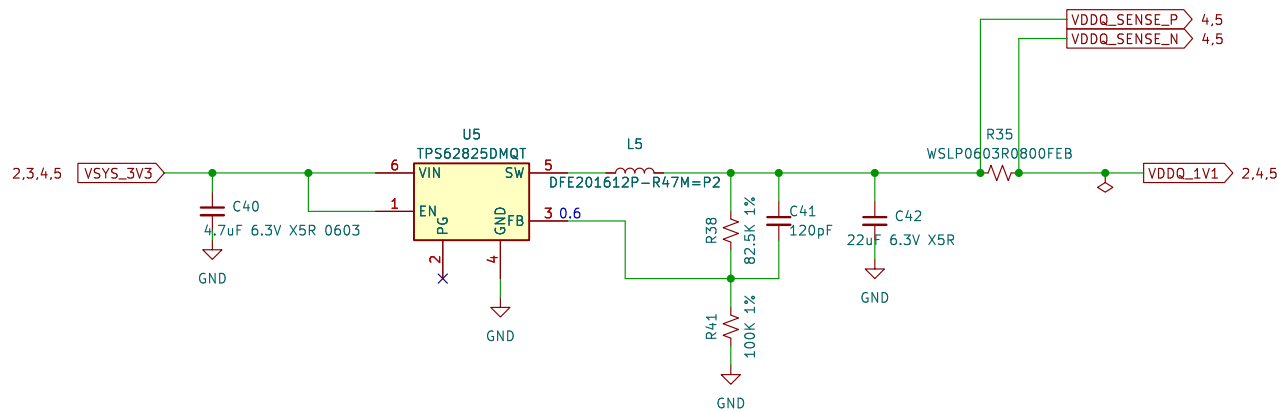 VDDQ_SENSE_P 4,5
VDDQ_SENSE_N 4,5
U5
TPS62825DMQT
L5
R35
WSLP0603R0800FEB
2,3,4,5 VSYS_3V3
6 VIN
SW 5
DFE201612P-R47M=P2
VDDQ_1V1 2,4,5
C40
4.7uF 6.3V X5R 0603
1 EN
FB 3 0.6
PG
GND
2
4
R38
82.5K 1%
C41
120pF
C42
22uF 6.3V X5R
GND
GND
GND
R41
100K 1%
GND